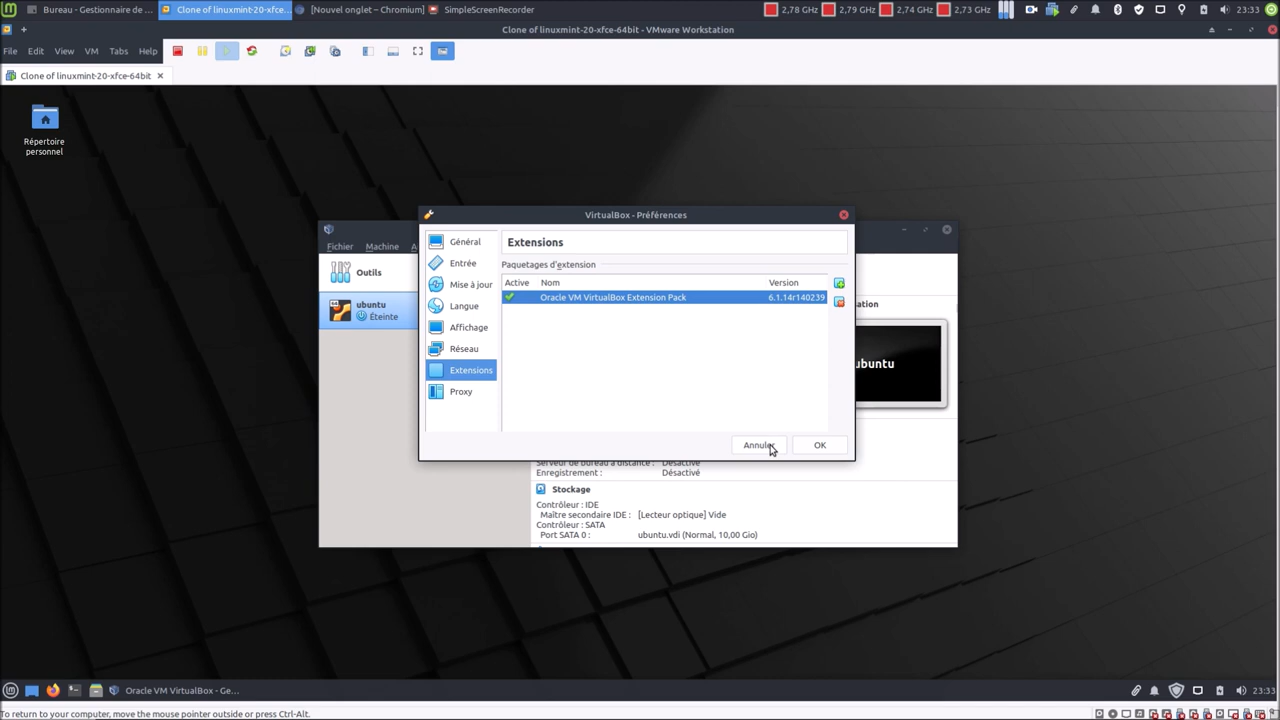 Bureau - Gestionnaire de ...
Clone of linuxmint-20-xfce...
[Nouvel onglet – Chromium]
SimpleScreenRecorder
2,78 GHz
2,79 GHz
2,74 GHz
2,73 GHz
23:33
Clone of linuxmint-20-xfce-64bit - VMware Workstation
File Edit View VM Tabs Help
Clone of linuxmint-20-xfce-64bit
Répertoire
personnel
VirtualBox - Préférences
Fichier Machine A
Outils
ubuntu
Éteinte
Général
Entrée
Mise à jour
Langue
Affichage
Réseau
Extensions
Proxy
Extensions
Paquetages d'extension
Active Nom Version
Oracle VM VirtualBox Extension Pack 6.1.14r140239
Annuler OK
ation
ubuntu
Serveur de bureau à distance : Désactivé
Enregistrement : Désactivé
Stockage
Contrôleur : IDE
Maître secondaire IDE : [Lecteur optique] Vide
Contrôleur : SATA
Port SATA 0 : ubuntu.vdi (Normal, 10,00 Gio)
Oracle VM VirtualBox - Ge...
23:33
To return to your computer, move the mouse pointer outside or press Ctrl-Alt.